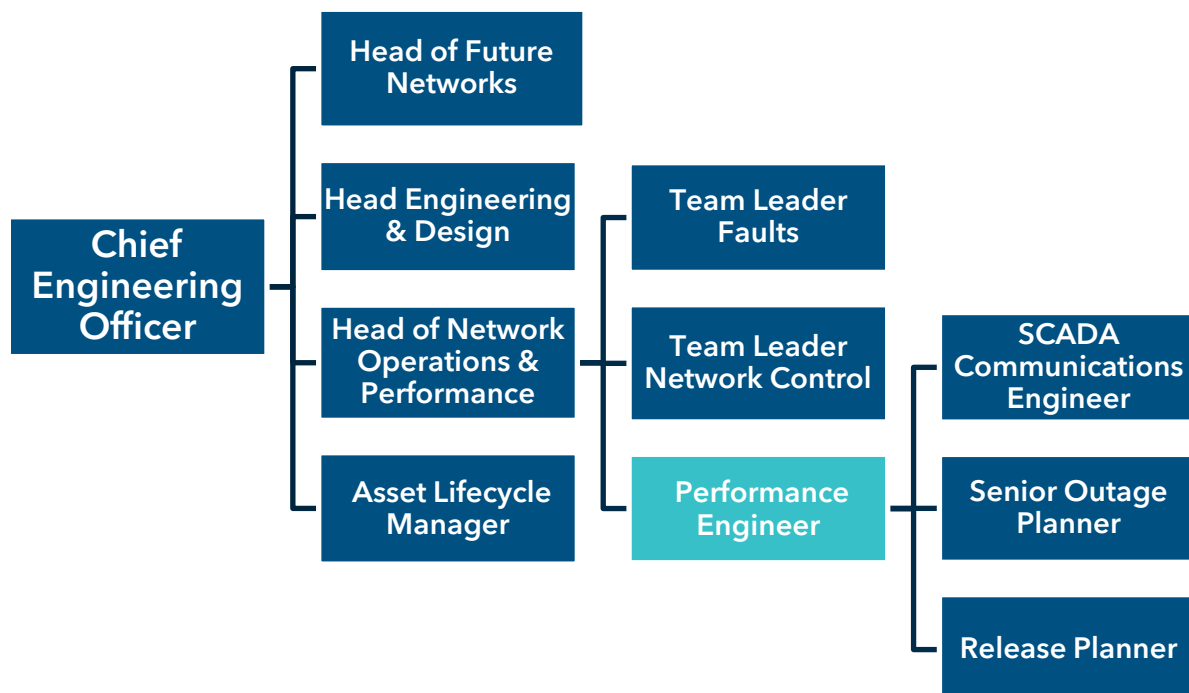 Head of Future
Networks
Head Engineering
& Design
Team Leader
Faults
Chief
Engineering
Officer
Head of Network
Operations &
Performance
Team Leader
Network Control
SCADA
Communications
Engineer
Asset Lifecycle
Manager
Performance
Engineer
Senior Outage
Planner
Release Planner